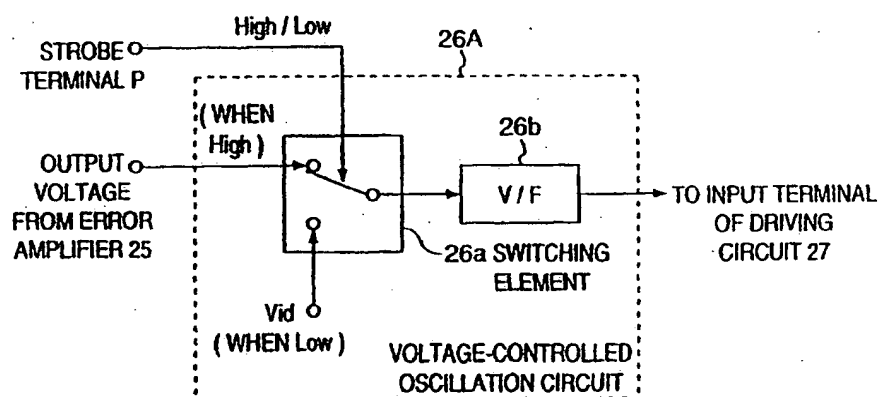 High / Low
STROBE
TERMINAL P
26A
( WHEN
High )
OUTPUT
VOLTAGE
FROM ERROR
AMPLIFIER 25
26b
V / F
TO INPUT TERMINAL
OF DRIVING
CIRCUIT 27
26a SWITCHING
ELEMENT
Vid
( WHEN Low )
VOLTAGE-CONTROLLED
OSCILLATION CIRCUIT